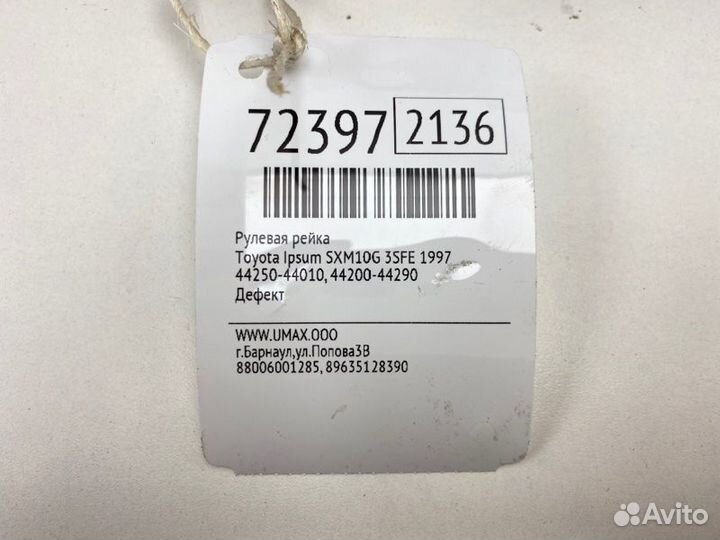 72397 2136
Рулевая рейка
Toyota Ipsum SXM10G 3SFE 1997
44250-44010, 44200-44290
Дефект
WWW.UMAX.OOO
г.Барнаул,ул.Попова3В
88006001285, 89635128390
Avito